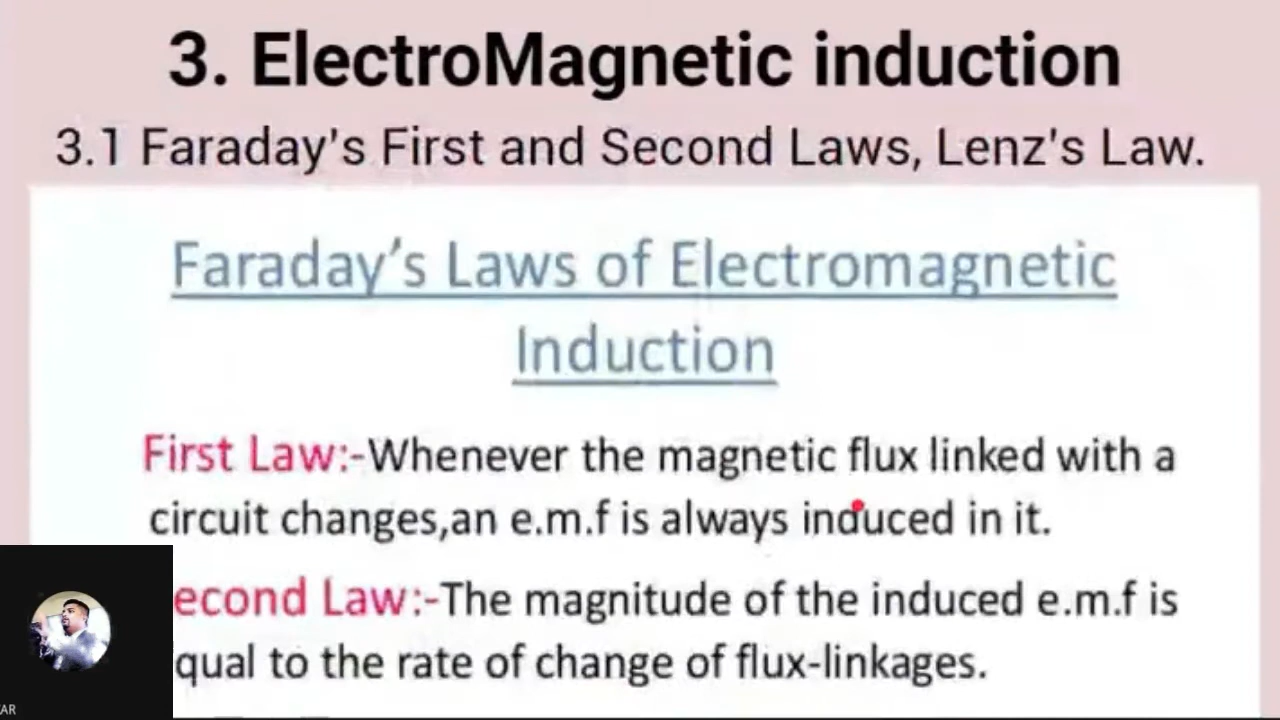 3. ElectroMagnetic induction
3.1 Faraday's First and Second Laws, Lenz's Law.
Faraday's Laws of Electromagnetic
Induction
First Law:-Whenever the magnetic flux linked with a
circuit changes,an e.m.f is always induced in it.
econd Law:-The magnitude of the induced e.m.f is
qual to the rate of change of flux-linkages.
AR